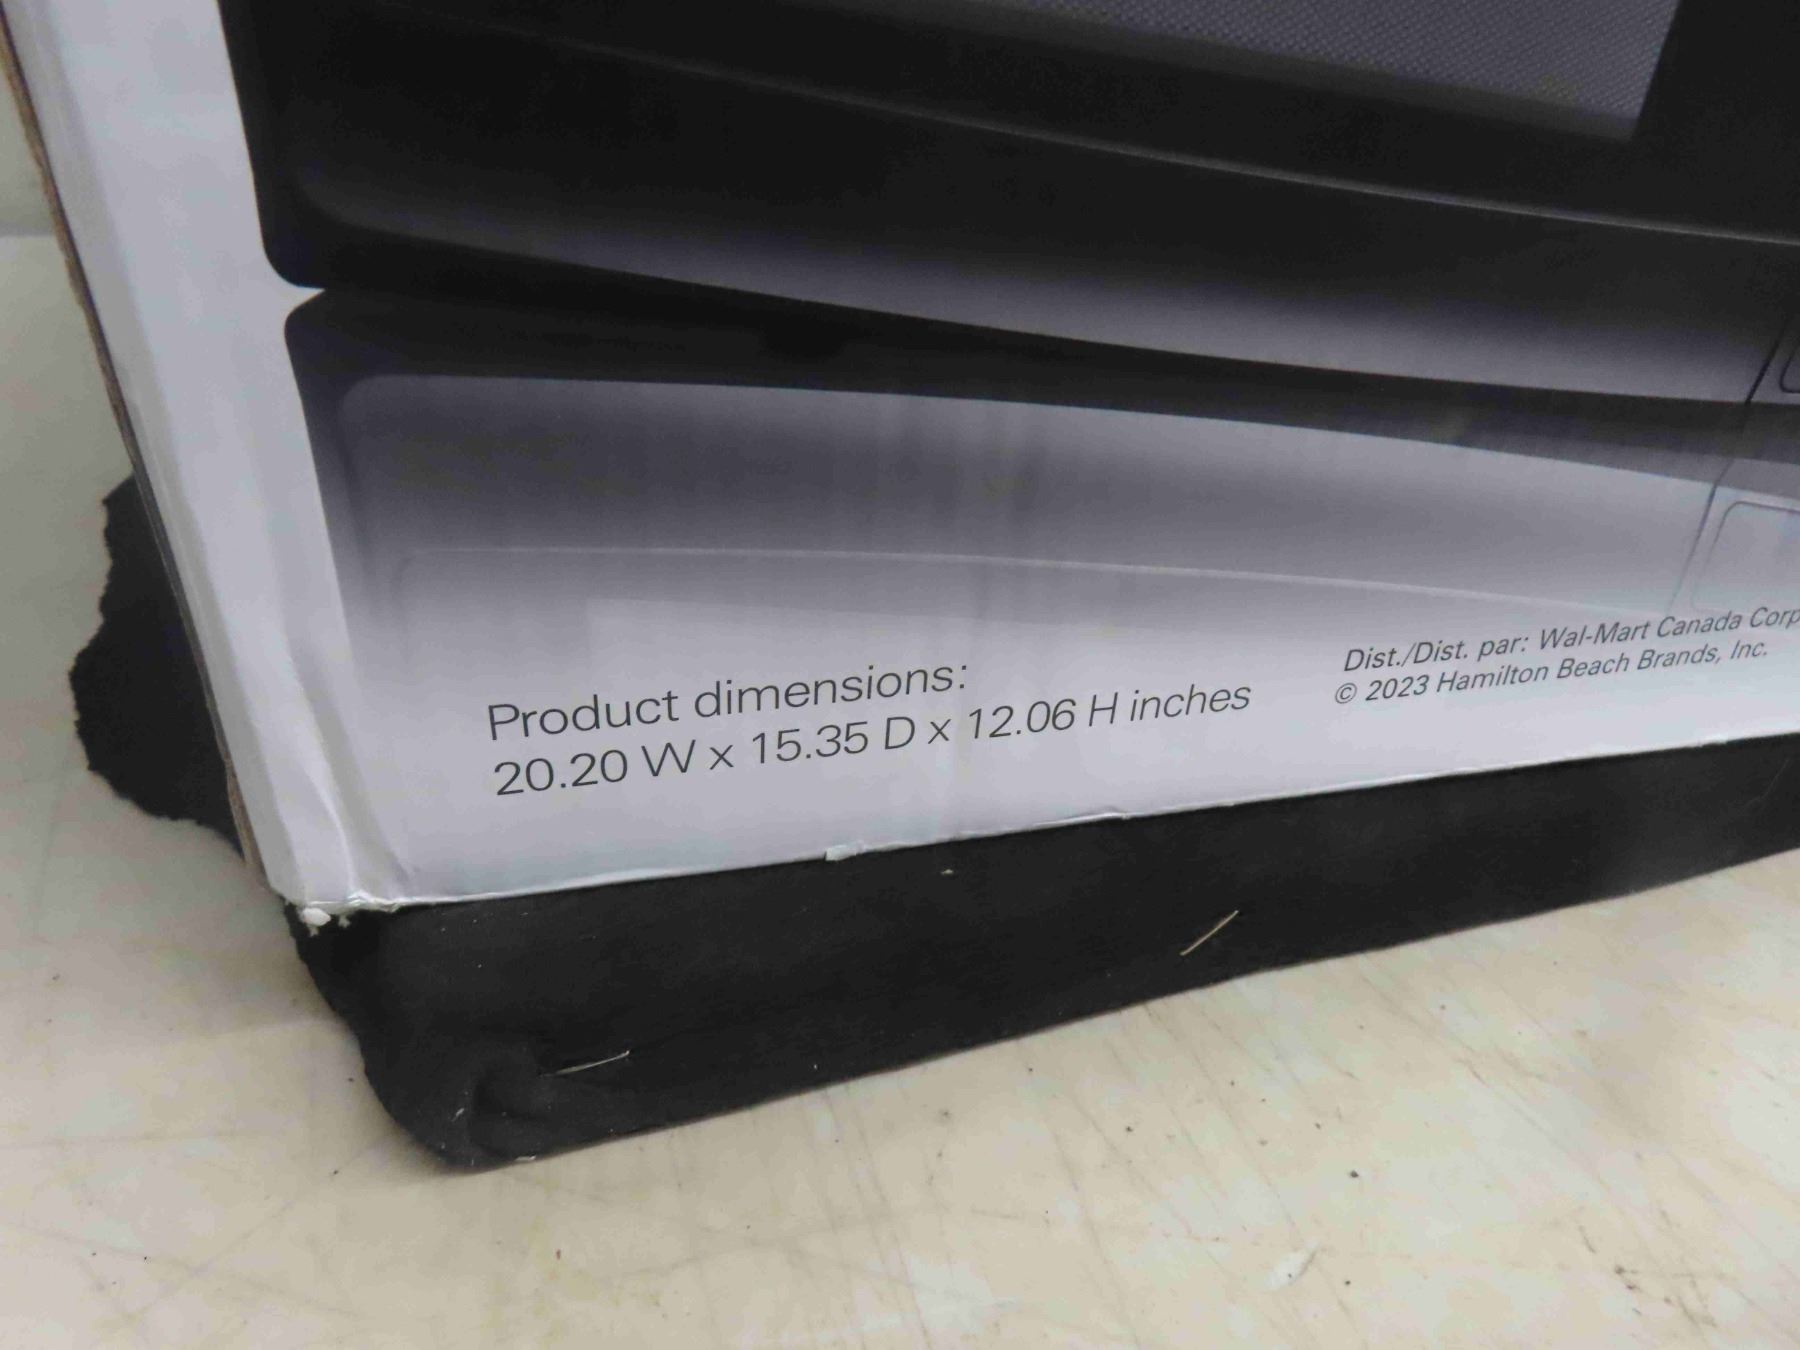 Product dimensions:
20.20 W x 15.35 D x 12.06 H inches
Dist./Dist. par: Wal-Mart Canada Corp
© 2023 Hamilton Beach Brands, Inc.